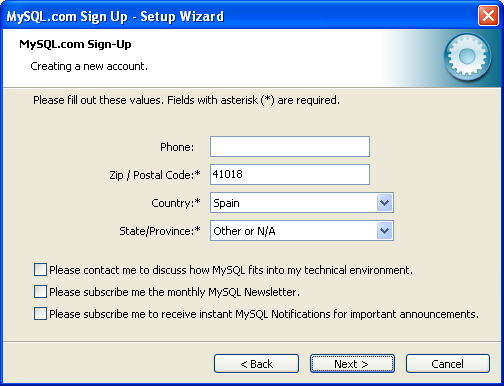 MySQL.com Sign Up - Setup Wizard
MySQL.com Sign-Up
Creating a new account.
Please fill out these values. Fields with asterisk (*) are required.
Phone:
Zip / Postal Code:* 41018
Country:* Spain
State/Province:* Other or N/A
Please contact me to discuss how MySQL fits into my technical environment.
Please subscribe me the monthly MySQL Newsletter.
Please subscribe me to receive instant MySQL Notifications for important announcements.
< Back Next > Cancel